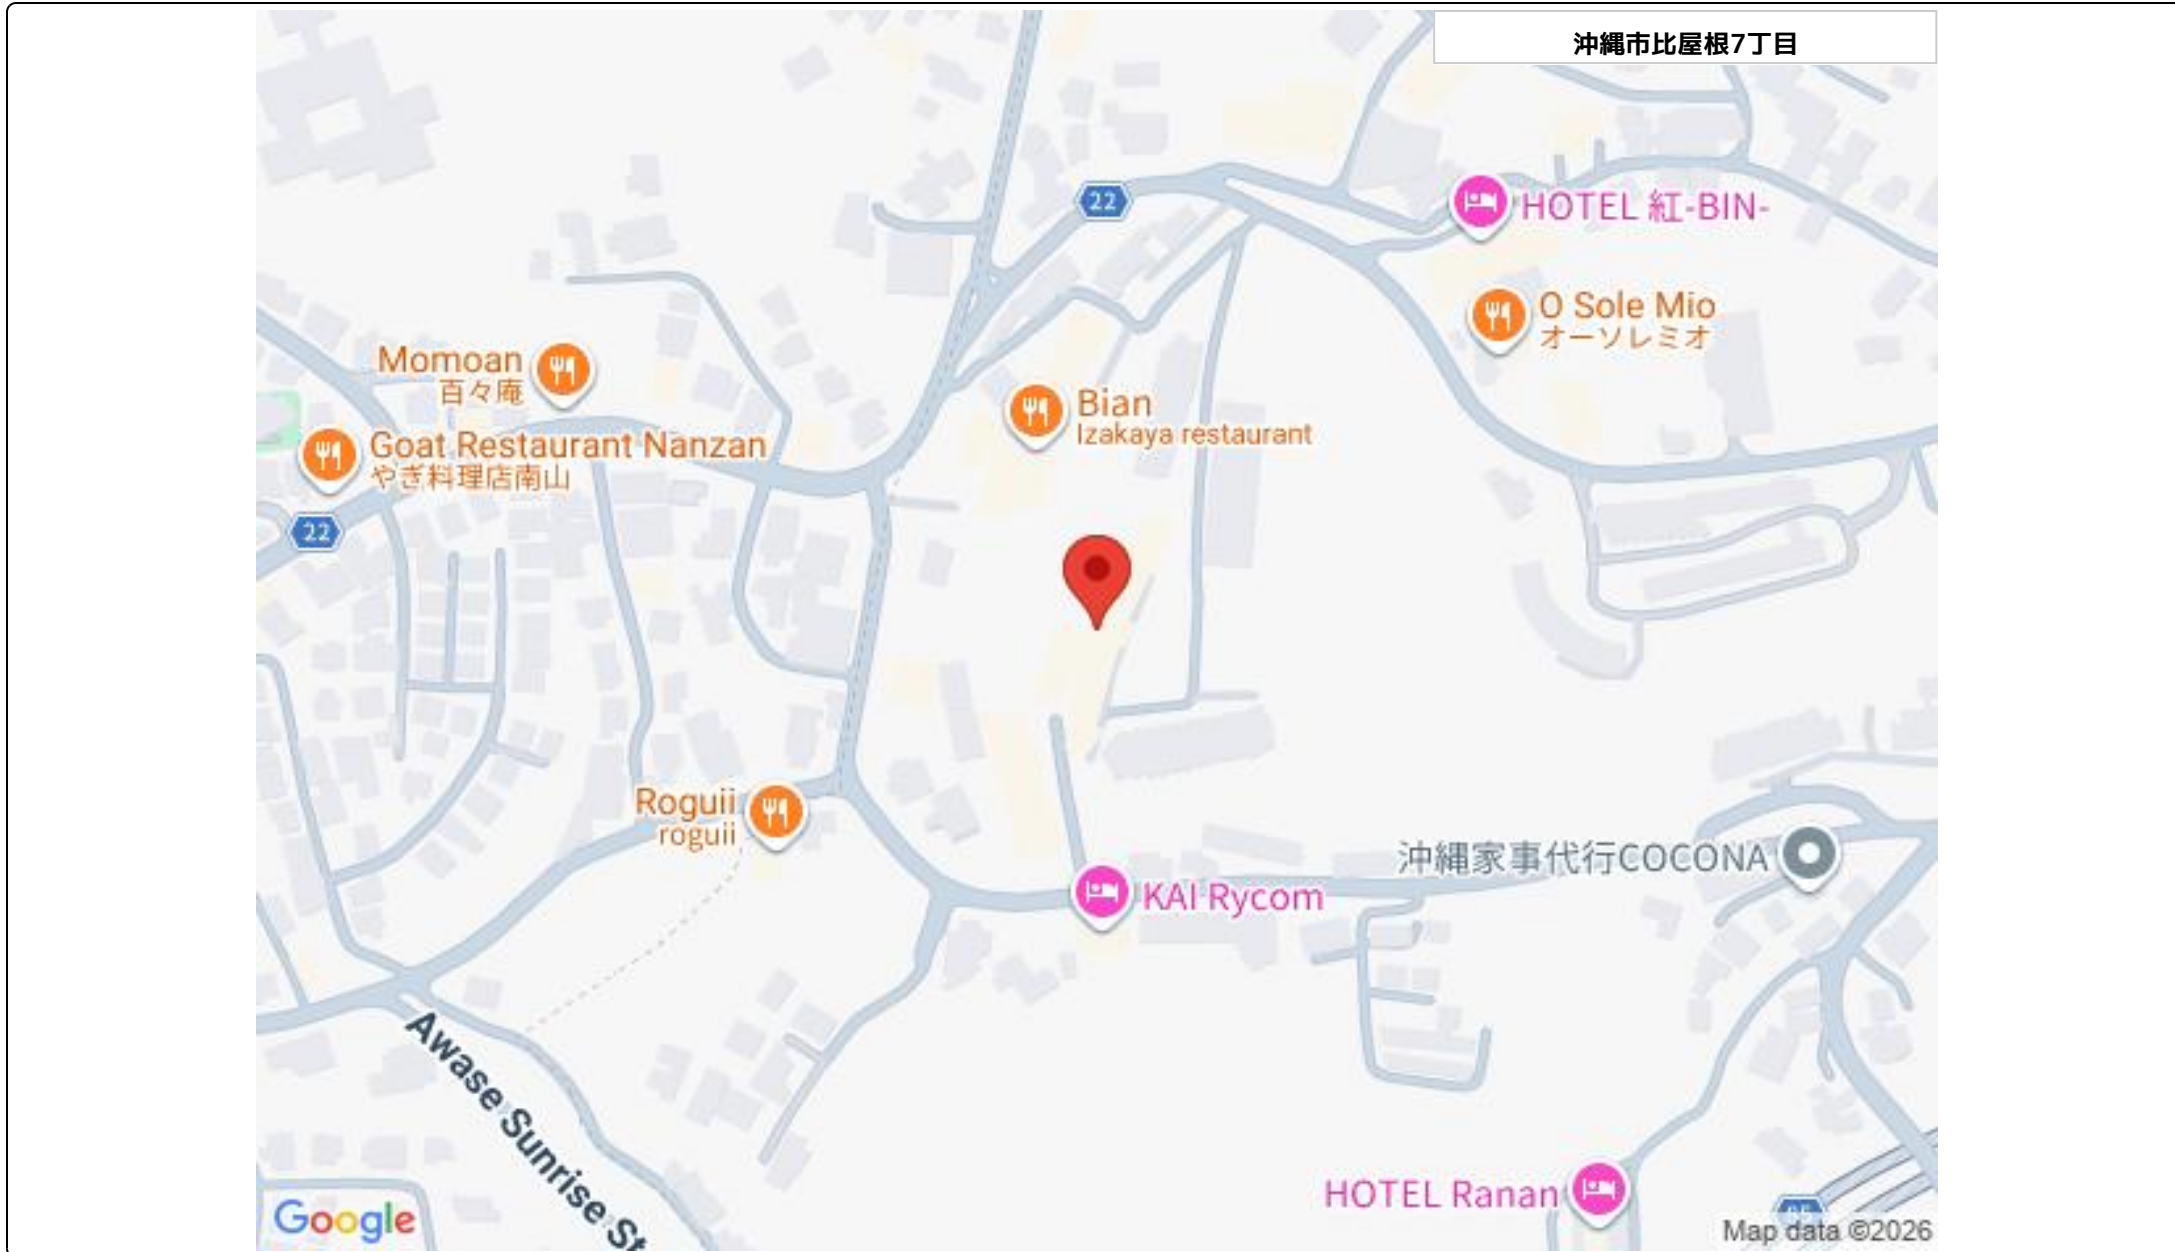 沖縄市比屋根7丁目
22
HOTEL 紅-BIN-
O Sole Mio
オーソレミオ
Momoan
百々庵
Bian
Izakaya restaurant
Goat Restaurant Nanzan
やぎ料理店南山
22
Roguii
roguii
沖縄家事代行COCONA
KAI Rycom
Awase Sunrise St
HOTEL Ranan
Google
Map data ©2026